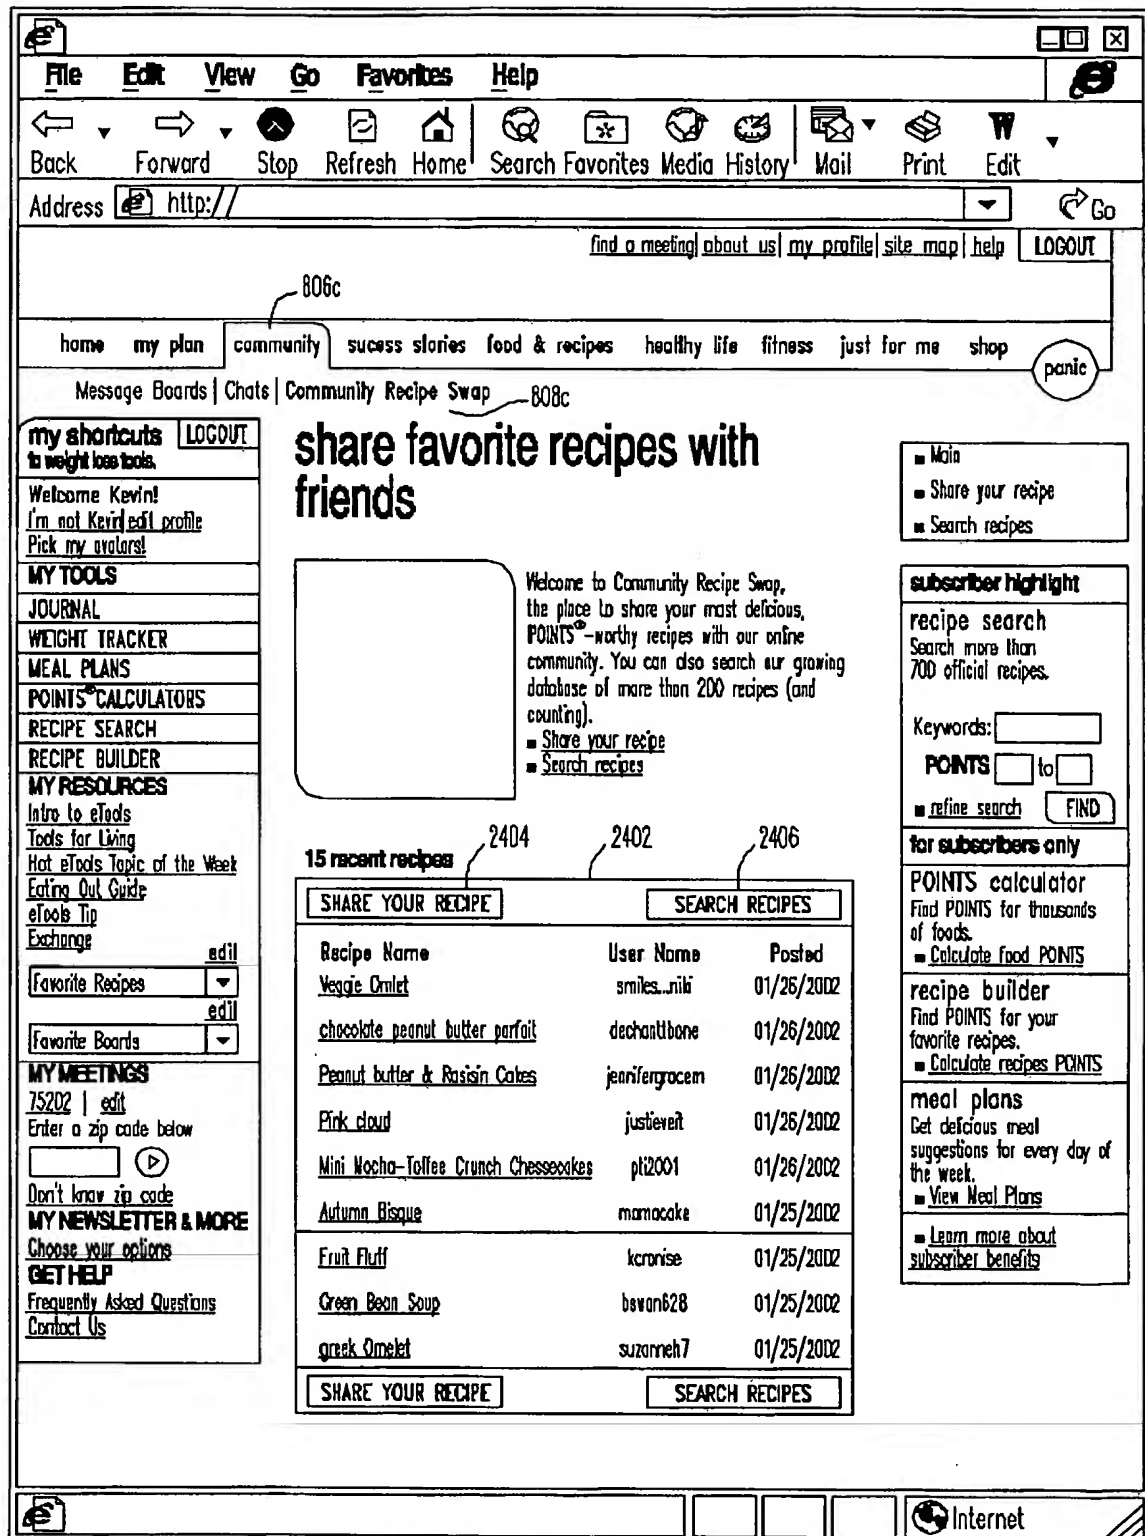 File Edit View Go Favorites Help
Back Forward Stop Refresh Home Search Favorites Media History Mail Print Edit
Address http:// Go
find a meeting| about us| my profile| site map| help LOGOUT
806c
home my plan community sucess stories food & recipes healthy life fitness just for me shop
panic
Message Boards | Chats | Community Recipe Swap 808c
my shortcuts LOGOUT
to weight loss tools.
Welcome Kevin!
I'm not Kevin|edit profile
Pick my avatars!
MY TOOLS
JOURNAL
WEIGHT TRACKER
MEAL PLANS
POINTS® CALCULATORS
RECIPE SEARCH
RECIPE BUILDER
MY RESOURCES
Intro to eTools
Tools for Living
Hot eTools Topic of the Week
Eating Out Guide
eTools Tip
Exchange
edit
Favorite Recipes
edit
Favorite Boards
MY MEETINGS
75202 | edit
Enter a zip code below
Don't know zip code
MY NEWSLETTER & MORE
Choose your options
GET HELP
Frequently Asked Questions
Contact Us
share favorite recipes with
friends
Welcome to Community Recipe Swap,
the place to share your most delicious,
POINTS®-worthy recipes with our online
community. You can also search our growing
database of more than 200 recipes (and
counting).
Share your recipe
Search recipes
15 recent recipes
2404 2402 2406
SHARE YOUR RECIPE SEARCH RECIPES
Recipe Name User Name Posted
Veggie Omlet smiles_niki 01/26/2002
chocolate peanut butter parfait dechanttbone 01/26/2002
Peanut butter & Rasisin Cakes jennifergracem 01/26/2002
Pink cloud justieveit 01/26/2002
Mini Mocha-Toffee Crunch Chessecakes pti2001 01/26/2002
Autumn Bisque mamacake 01/25/2002
Fruit Fluff kcronise 01/25/2002
Green Bean Soup bswan628 01/25/2002
greek Omelet suzanneh7 01/25/2002
SHARE YOUR RECIPE SEARCH RECIPES
Main
Share your recipe
Search recipes
subscriber highlight
recipe search
Search more than
700 official recipes.
Keywords:
POINTS to
refine search FIND
for subscribers only
POINTS calculator
Find POINTS for thousands
of foods.
Calculate food POINTS
recipe builder
Find POINTS for your
favorite recipes.
Calculate recipes POINTS
meal plans
Get delicious meal
suggestions for every day of
the week.
View Meal Plans
Learn more about
subscriber benefits
Internet